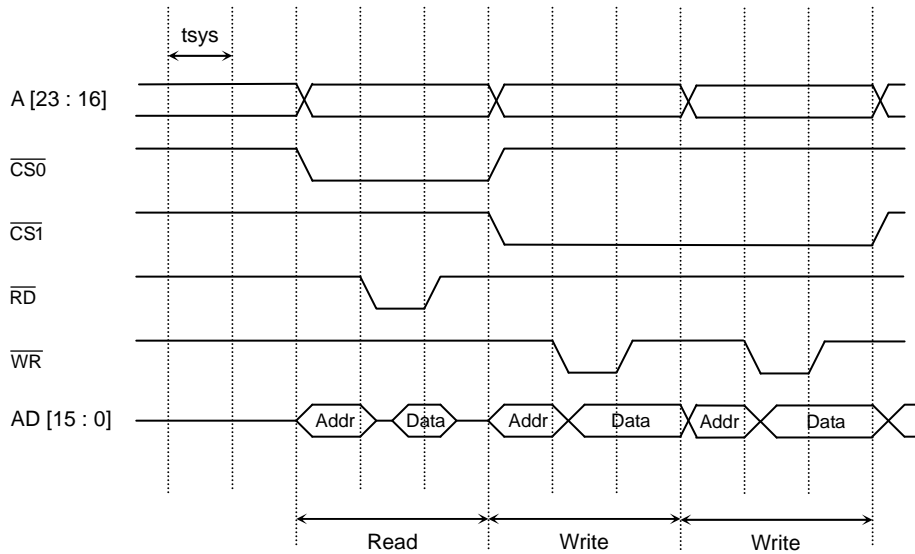 tsys
A [23 : 16]
CS0
CS1
RD
WR
AD [15 : 0]
Addr Data Addr Data Addr Data
Read Write Write